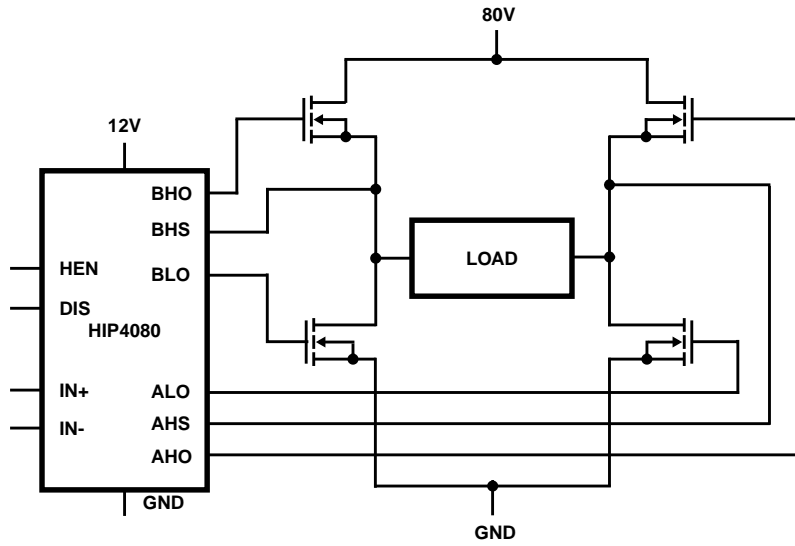 80V
12V
BHO
BHS
BLO
HEN
DIS
HIP4080
IN+
IN-
ALO
AHS
AHO
GND
LOAD
GND